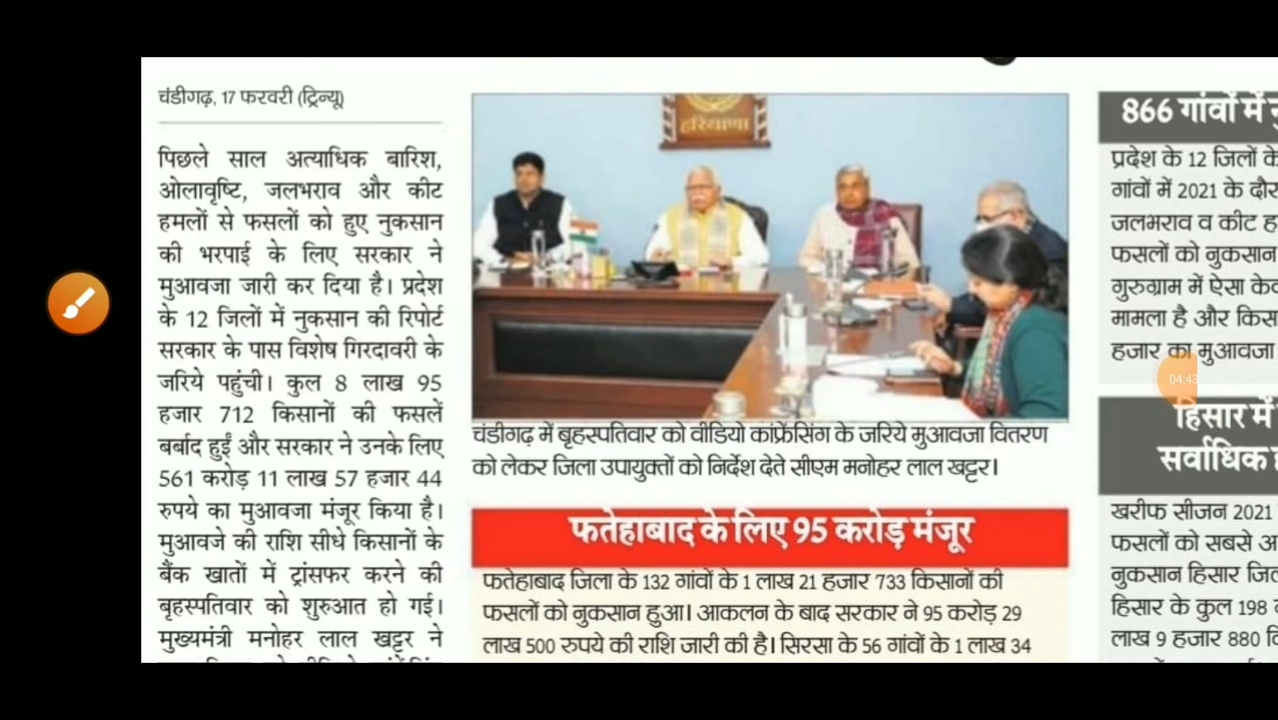 चंडीगढ़, 17 फरवरी (ट्रिन्यू)
पिछले साल अत्याधिक बारिश,
ओलावृष्टि, जलभराव और कीट
हमलों से फसलों को हुए नुकसान
की भरपाई के लिए सरकार ने
मुआवजा जारी कर दिया है। प्रदेश
के 12 जिलों में नुकसान की रिपोर्ट
सरकार के पास विशेष गिरदावरी के
जरिये पहुंची। कुल 8 लाख 95
हजार 712 किसानों की फसलें
बर्बाद हुईं और सरकार ने उनके लिए
561 करोड़ 11 लाख 57 हजार 44
रुपये का मुआवजा मंजूर किया है।
मुआवजे की राशि सीधे किसानों के
बैंक खातों में ट्रांसफर करने की
बृहस्पतिवार को शुरुआत हो गई।
मुख्यमंत्री मनोहर लाल खट्टर ने
हरियाणा
चंडीगढ़ में बृहस्पतिवार को वीडियो कांफ्रेंसिंग के जरिये मुआवजा वितरण
को लेकर जिला उपायुक्तों को निर्देश देते सीएम मनोहर लाल खट्टर।
फतेहाबाद के लिए 95 करोड़ मंजूर
फतेहाबाद जिला के 132 गांवों के 1 लाख 21 हजार 733 किसानों की
फसलों को नुकसान हुआ। आकलन के बाद सरकार ने 95 करोड़ 29
लाख 500 रुपये की राशि जारी की है। सिरसा के 56 गांवों के 1 लाख 34
866 गांवों में
प्रदेश के 12 जिलों के
गांवों में 2021 के दौर
जलभराव व कीट ह
फसलों को नुकसान
गुरुग्राम में ऐसा केव
मामला है और किस
हजार का मुआवजा
04:43
हिसार में
सर्वाधिक
खरीफ सीजन 2021
फसलों को सबसे अ
नुकसान हिसार जिल
हिसार के कुल 198
लाख 9 हजार 880 कि